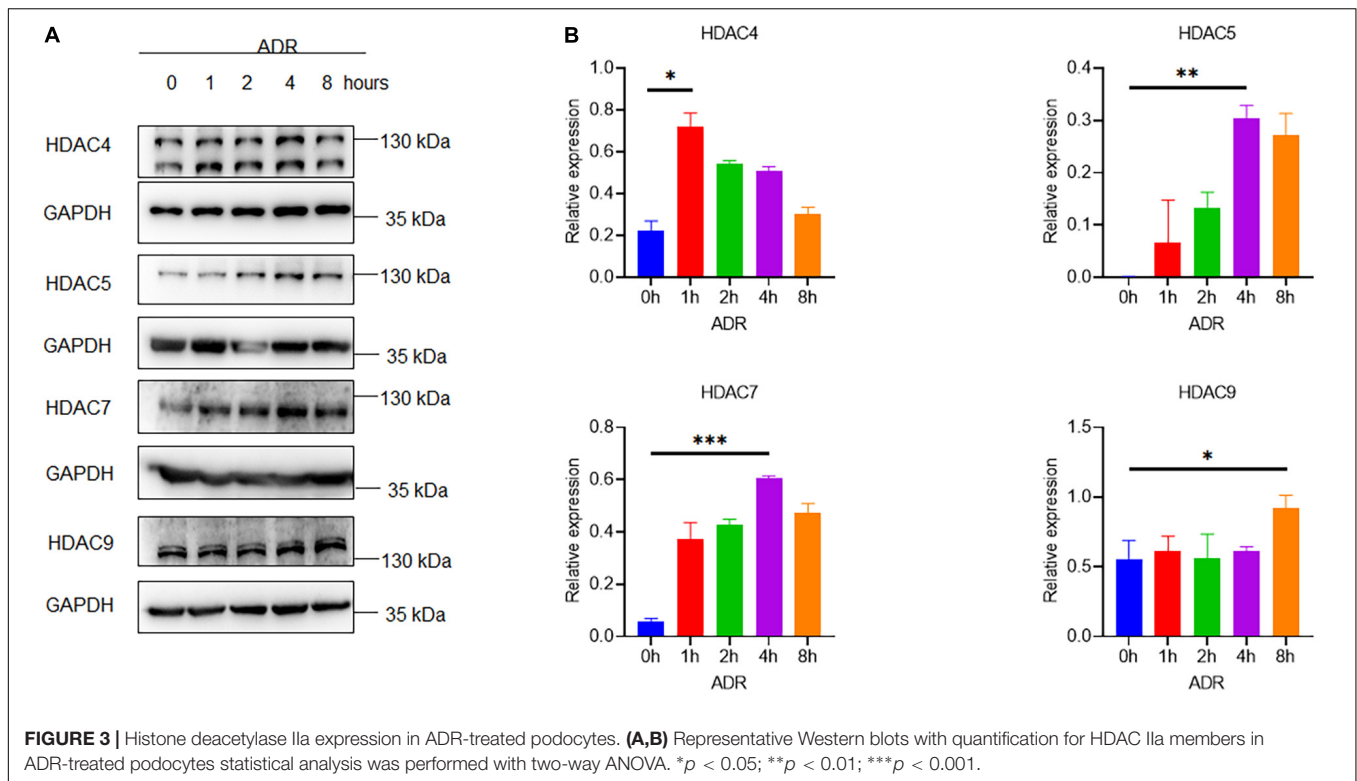 A
ADR
0 1 2 4 8 hours
HDAC4
130 kDa
GAPDH
35 kDa
HDAC5
130 kDa
GAPDH
35 kDa
HDAC7
130 kDa
GAPDH
35 kDa
HDAC9
130 kDa
GAPDH
35 kDa
B
HDAC4
Relative expression
1.0
0.8
0.6
0.4
0.2
0.0
*
0h 1h 2h 4h 8h
ADR
HDAC5
Relative expression
0.4
0.3
0.2
0.1
0.0
**
0h 1h 2h 4h 8h
ADR
HDAC7
Relative expression
0.8
0.6
0.4
0.2
0.0
***
0h 1h 2h 4h 8h
ADR
HDAC9
Relative expression
1.5
1.0
0.5
0.0
*
0h 1h 2h 4h 8h
ADR
FIGURE 3 | Histone deacetylase IIa expression in ADR-treated podocytes. (A,B) Representative Western blots with quantification for HDAC IIa members in
ADR-treated podocytes statistical analysis was performed with two-way ANOVA. *p < 0.05; **p < 0.01; ***p < 0.001.